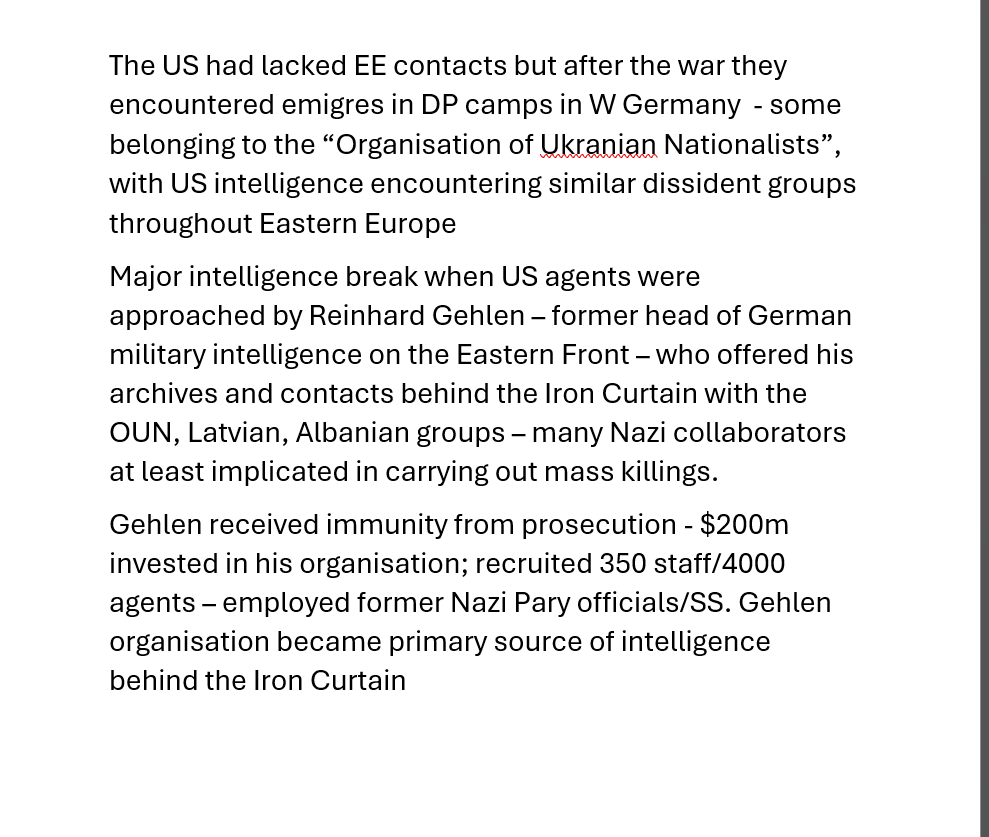 The US had lacked EE contacts but after the war they
encountered emigres in DP camps in W Germany  - some
belonging to the “Organisation of Ukranian Nationalists”,
with US intelligence encountering similar dissident groups
throughout Eastern Europe
Major intelligence break when US agents were
approached by Reinhard Gehlen – former head of German
military intelligence on the Eastern Front – who offered his
archives and contacts behind the Iron Curtain with the
OUN, Latvian, Albanian groups – many Nazi collaborators
at least implicated in carrying out mass killings.
Gehlen received immunity from prosecution - $200m
invested in his organisation; recruited 350 staff/4000
agents – employed former Nazi Pary officials/SS. Gehlen
organisation became primary source of intelligence
behind the Iron Curtain